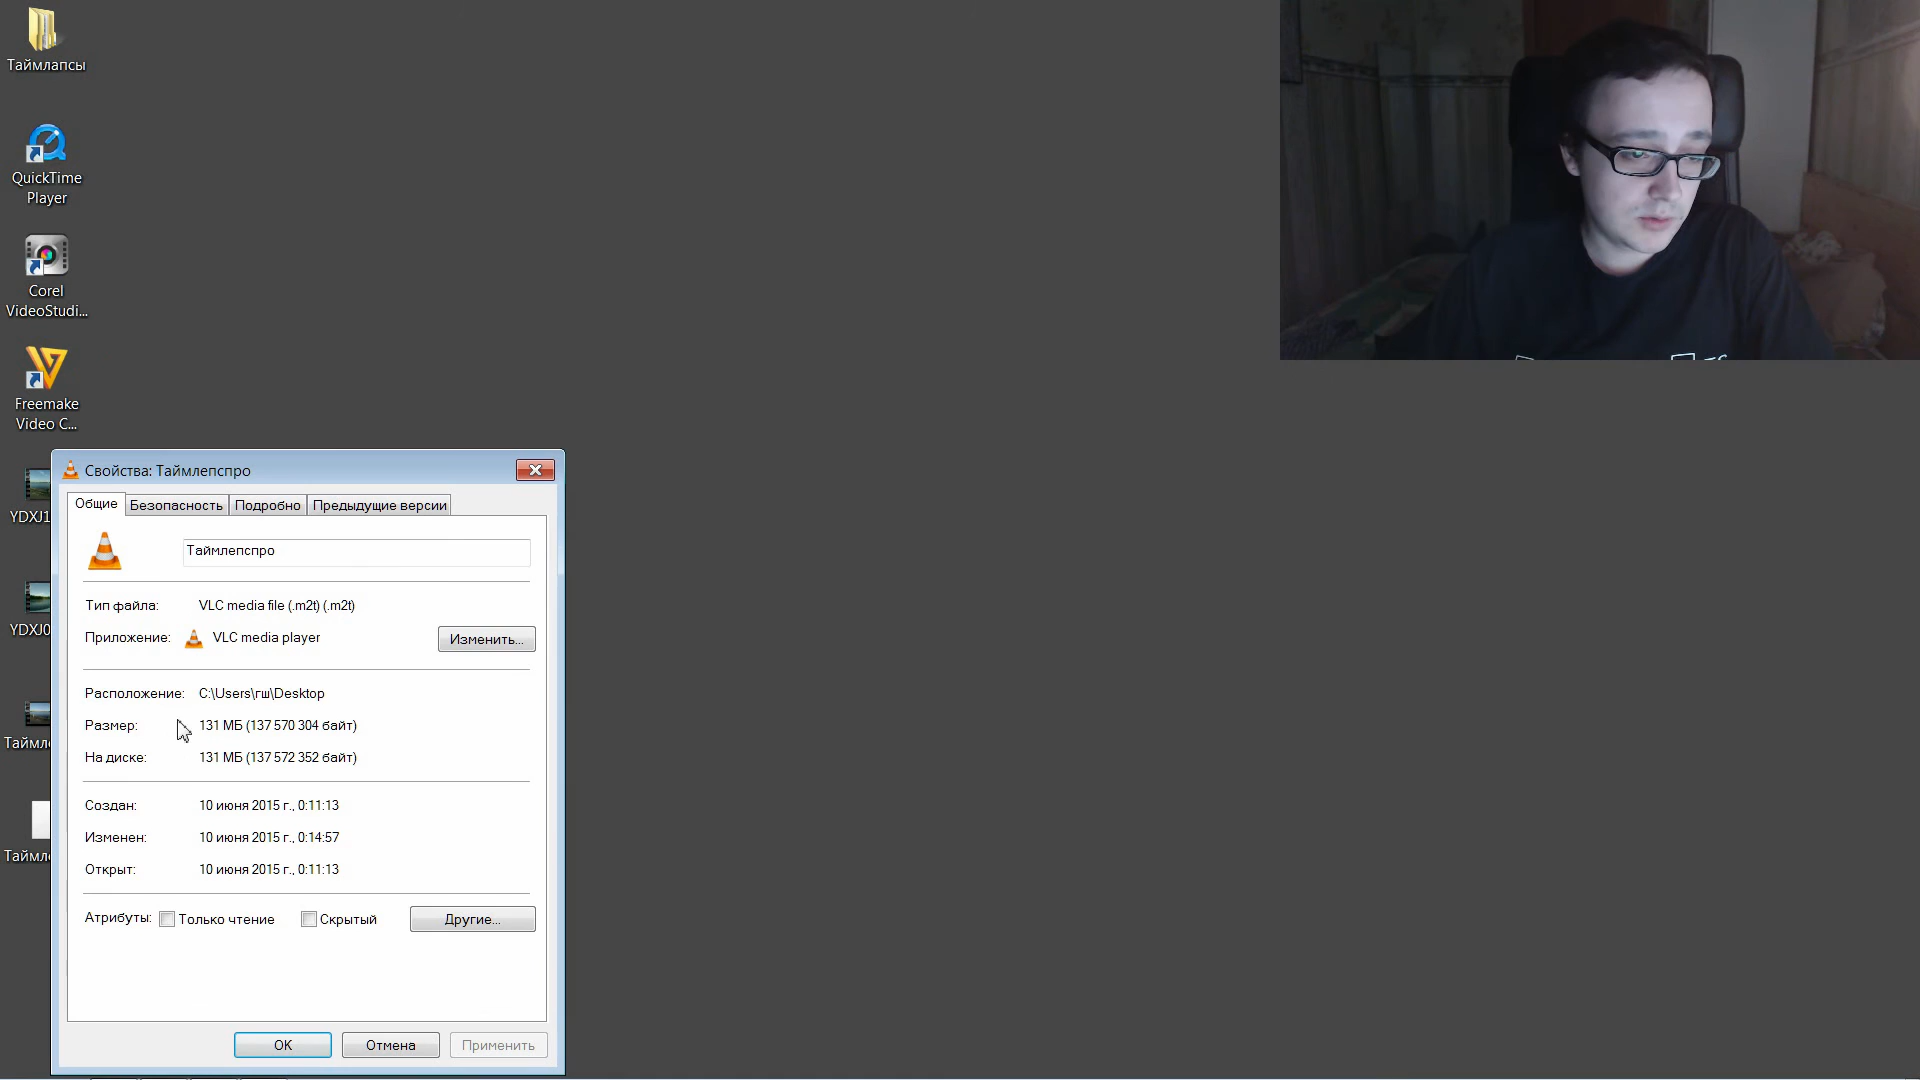 Таймлапсы
QuickTime
Player
Corel
VideoStudi...
Freemake
Video C...
YDXJ1
YDXJ0
Таймл
Таймл
Свойства: Таймлепспро
Общие
Безопасность
Подробно
Предыдущие версии
Таймлепспро
Тип файла: VLC media file (.m2t) (.m2t)
Приложение: VLC media player
Изменить...
Расположение: C:\Users\гш\Desktop
Размер: 131 МБ (137 570 304 байт)
На диске: 131 МБ (137 572 352 байт)
Создан: 10 июня 2015 г., 0:11:13
Изменен: 10 июня 2015 г., 0:14:57
Открыт: 10 июня 2015 г., 0:11:13
Атрибуты: Только чтение Скрытый Другие...
OK Отмена Применить